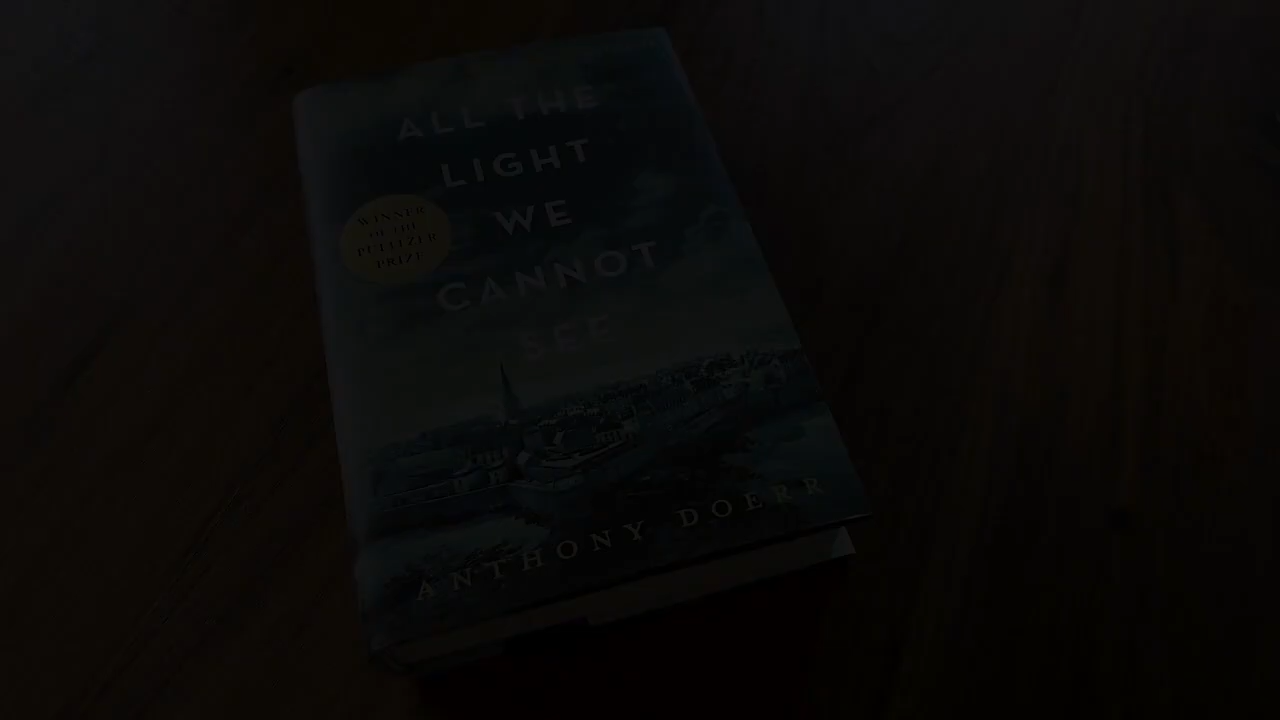 ALL THE
LIGHT
WE
CANNOT
SEE
WINNER
OF THE
PULITZER
PRIZE
ANTHONY DOERR